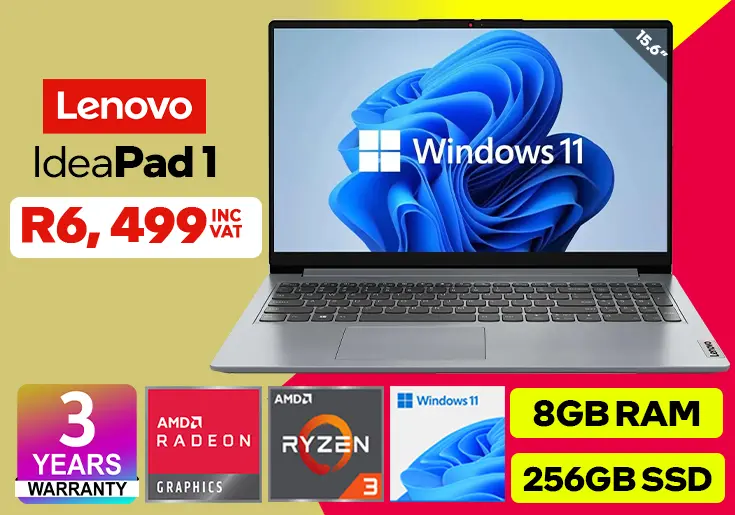 Lenovo
IdeaPad 1
R6, 499 INC VAT
15.6"
Windows 11
Lenovo
3
YEARS
WARRANTY
AMD
RADEON
GRAPHICS
AMD
RYZEN
3
Windows 11
8GB RAM
256GB SSD